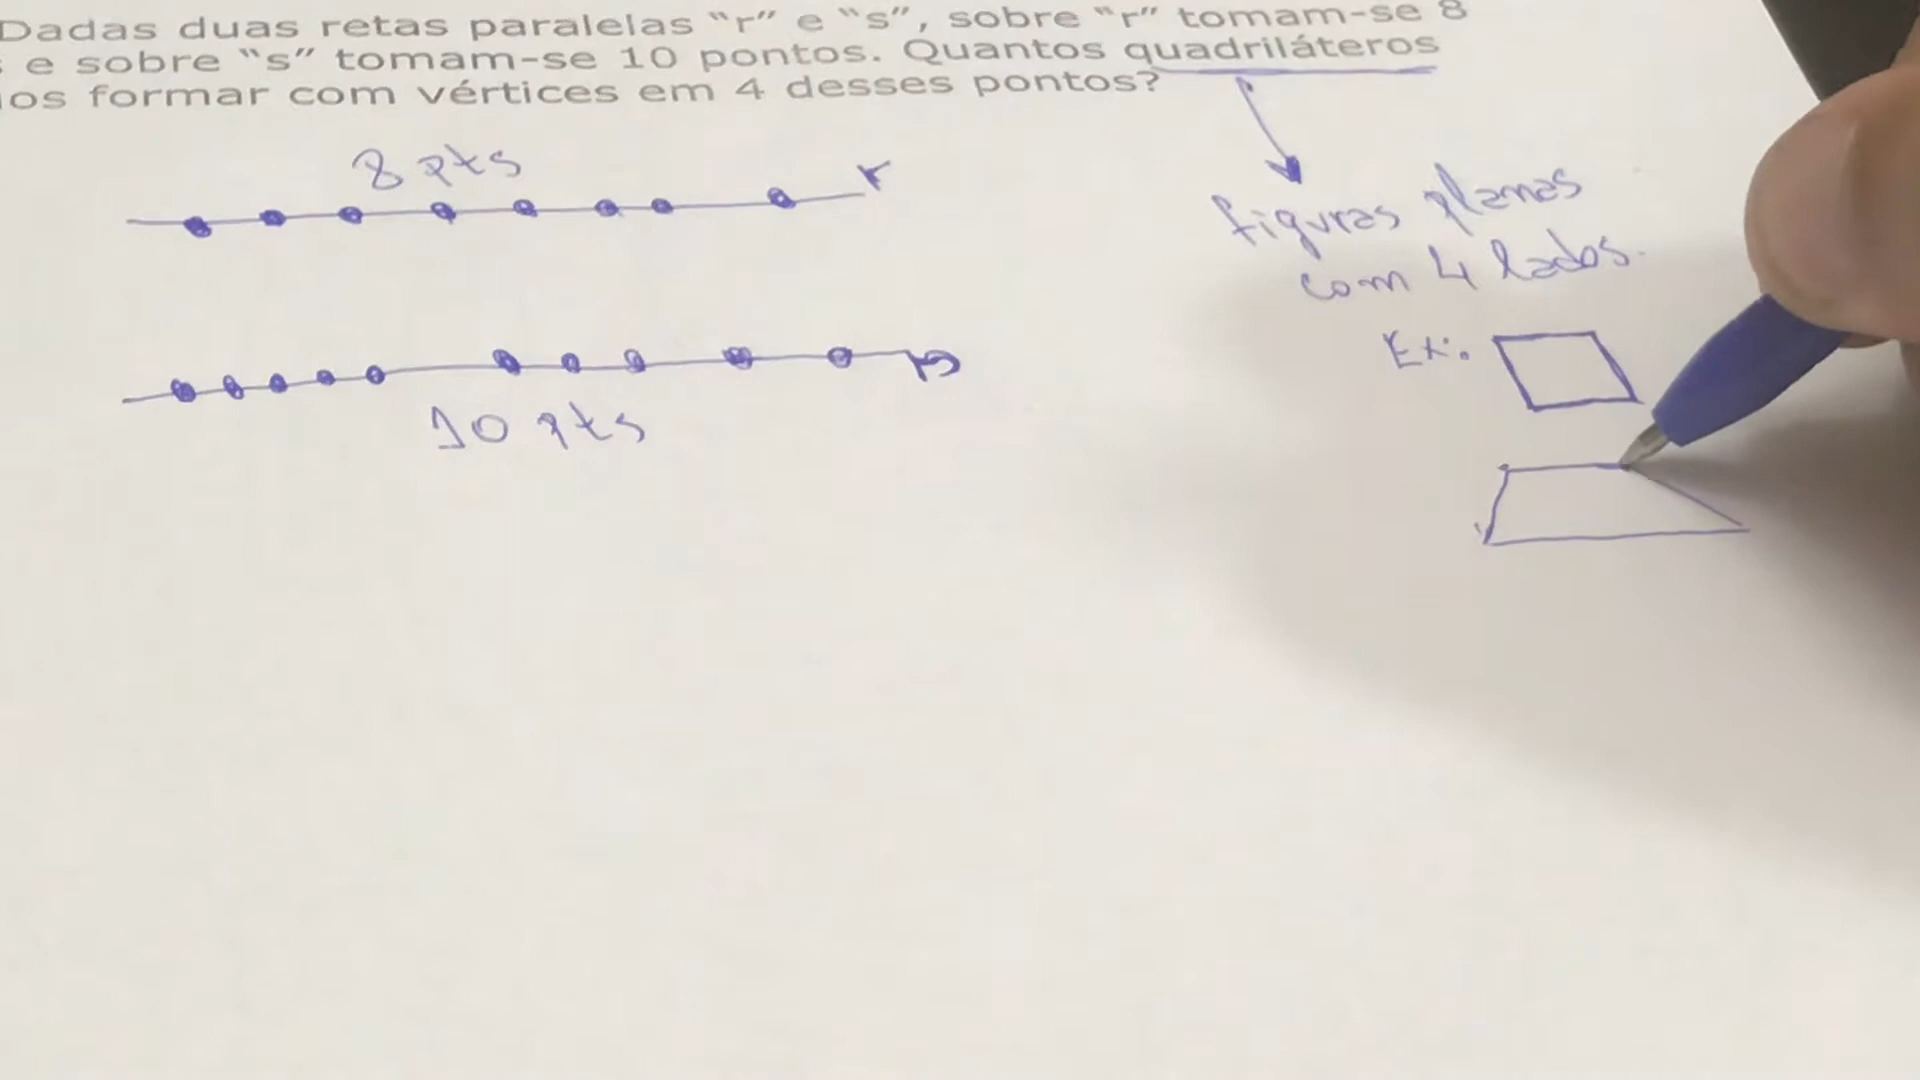 Dadas duas retas paralelas “r” e “s”, sobre “r” tomam-se 8
e sobre “s” tomam-se 10 pontos. Quantos quadriláteros
os formar com vértices em 4 desses pontos?
8 pts
r
figuras planas
com 4 lados.
Ex:.
s
10 pts